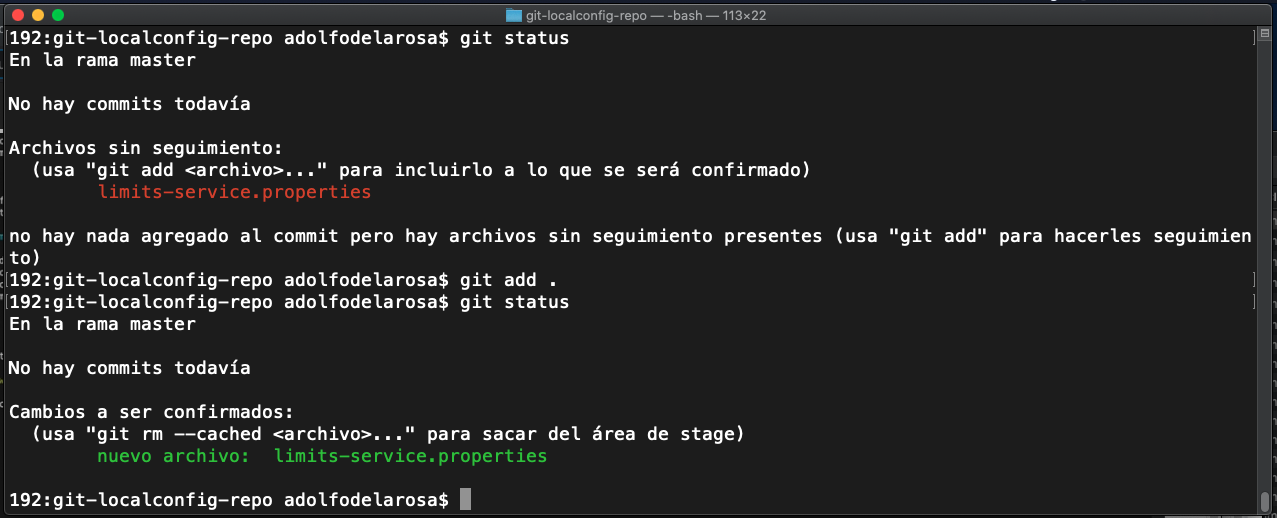 git-localconfig-repo — -bash — 113×22
[192:git-localconfig-repo adolfodelarosa$ git status ]
En la rama master
No hay commits todavía
Archivos sin seguimiento:
(usa "git add <archivo>..." para incluirlo a lo que se será confirmado)
limits-service.properties
no hay nada agregado al commit pero hay archivos sin seguimiento presentes (usa "git add" para hacerles seguimien
to)
[192:git-localconfig-repo adolfodelarosa$ git add . ]
[192:git-localconfig-repo adolfodelarosa$ git status ]
En la rama master
No hay commits todavía
Cambios a ser confirmados:
(usa "git rm --cached <archivo>..." para sacar del área de stage)
nuevo archivo: limits-service.properties
192:git-localconfig-repo adolfodelarosa$